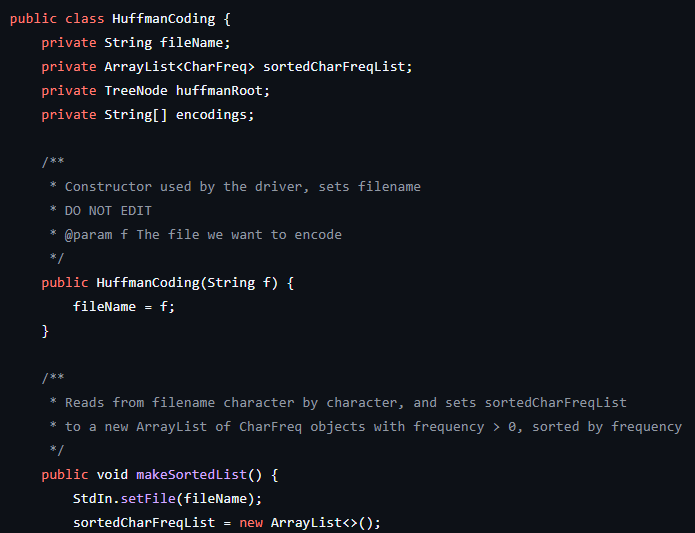 public class HuffmanCoding {
    private String fileName;
    private ArrayList<CharFreq> sortedCharFreqList;
    private TreeNode huffmanRoot;
    private String[] encodings;

    /**
     * Constructor used by the driver, sets filename
     * DO NOT EDIT
     * @param f The file we want to encode
     */
    public HuffmanCoding(String f) {
        fileName = f;
    }

    /**
     * Reads from filename character by character, and sets sortedCharFreqList
     * to a new ArrayList of CharFreq objects with frequency > 0, sorted by frequency
     */
    public void makeSortedList() {
        StdIn.setFile(fileName);
        sortedCharFreqList = new ArrayList<>();